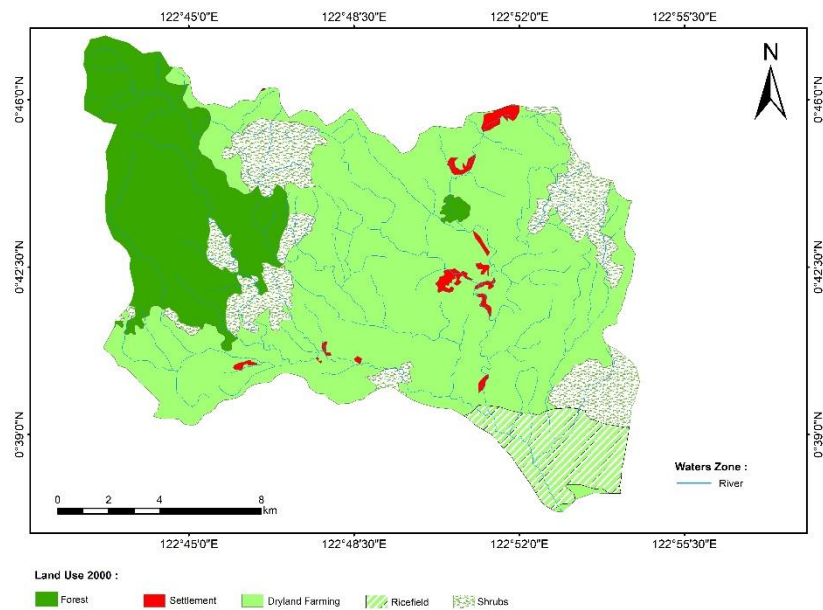 122°45'0"E 122°48'30"E 122°52'0"E 122°55'30"E
N
0°46'0"N 0°46'0"N
0°42'30"N 0°42'30"N
0°39'0"N 0°39'0"N
Waters Zone :
River
0 2 4 8
km
122°45'0"E 122°48'30"E 122°52'0"E 122°55'30"E
Land Use 2000 :
Forest Settlement Dryland Farming Ricefield Shrubs